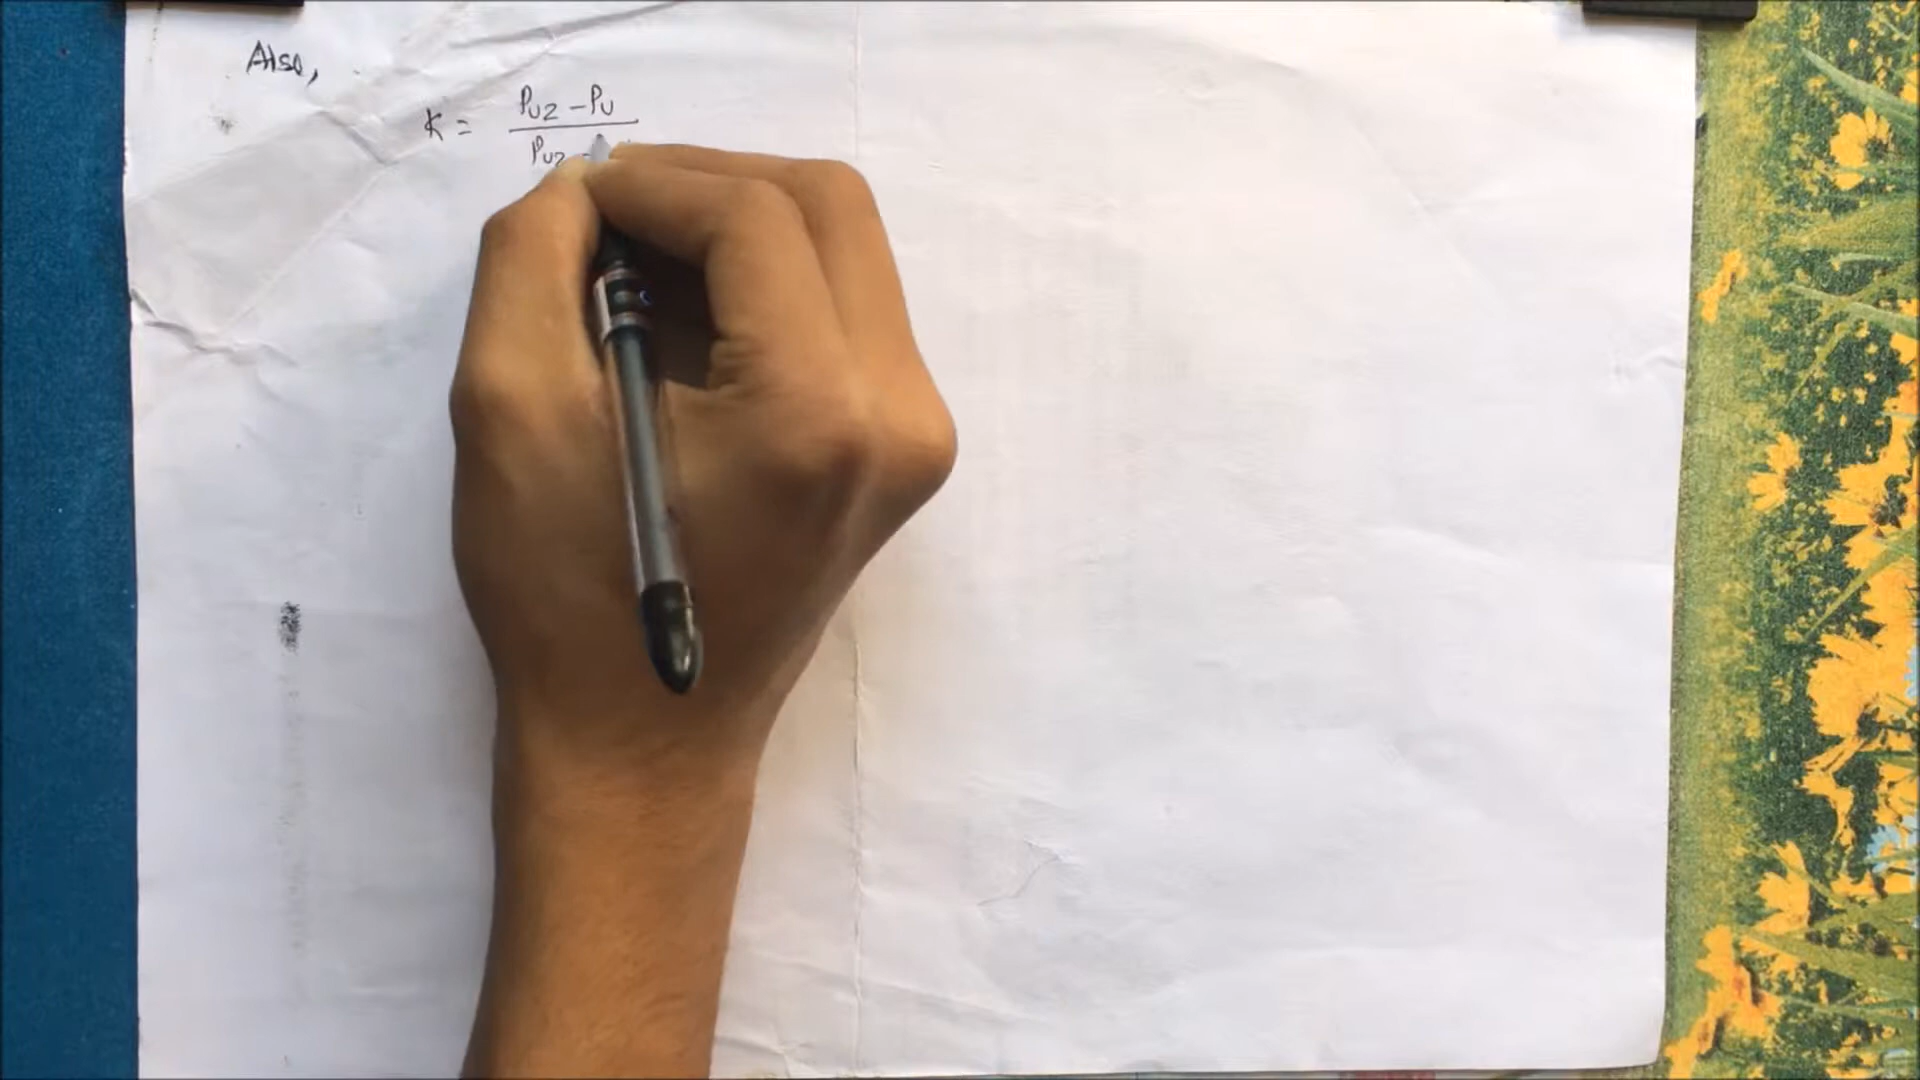 Also,
K = PUZ - PU
PUZ -